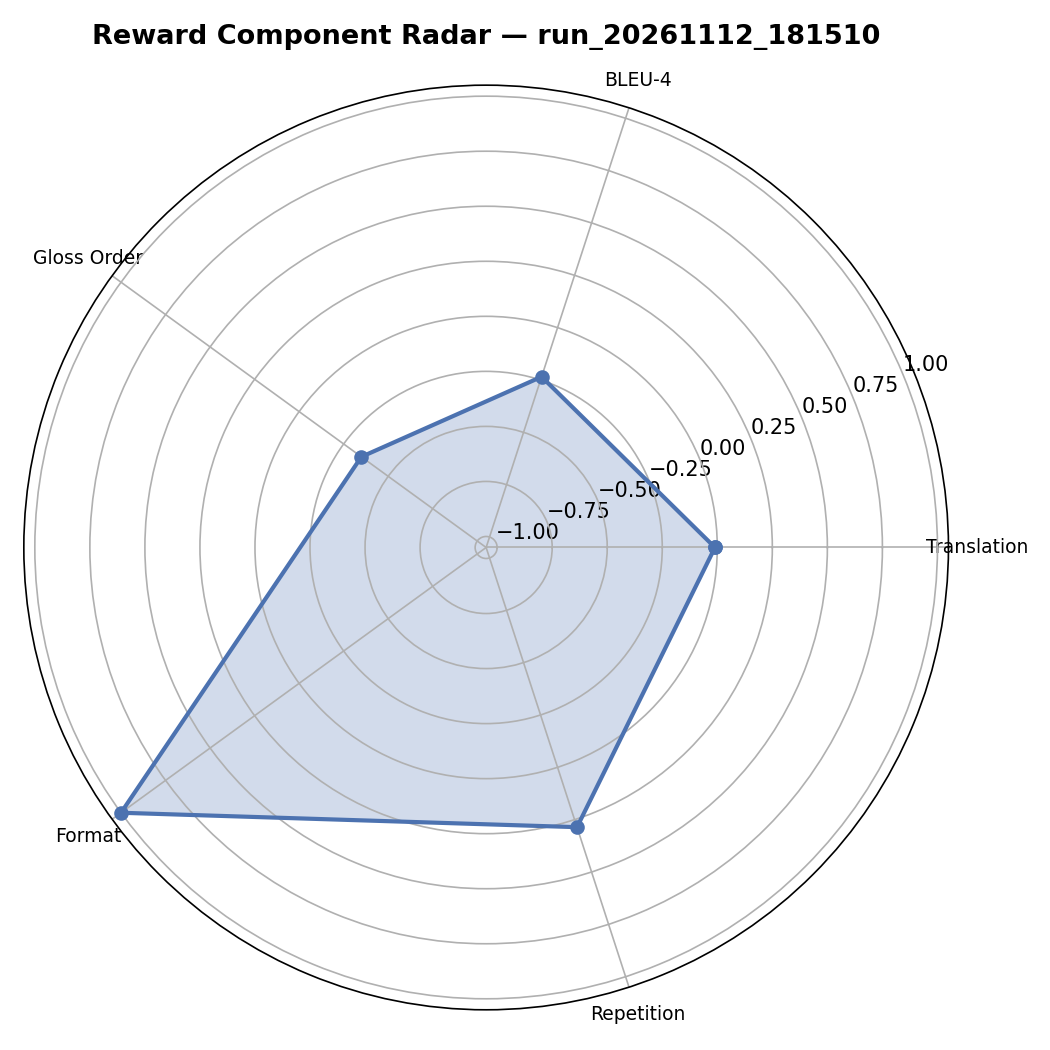 Reward Component Radar — run_20261112_181510
BLEU-4
Gloss Order
1.00
0.75
0.50
0.25
0.00
−0.25
−0.50
−0.75
−1.00
Translation
Format
Repetition